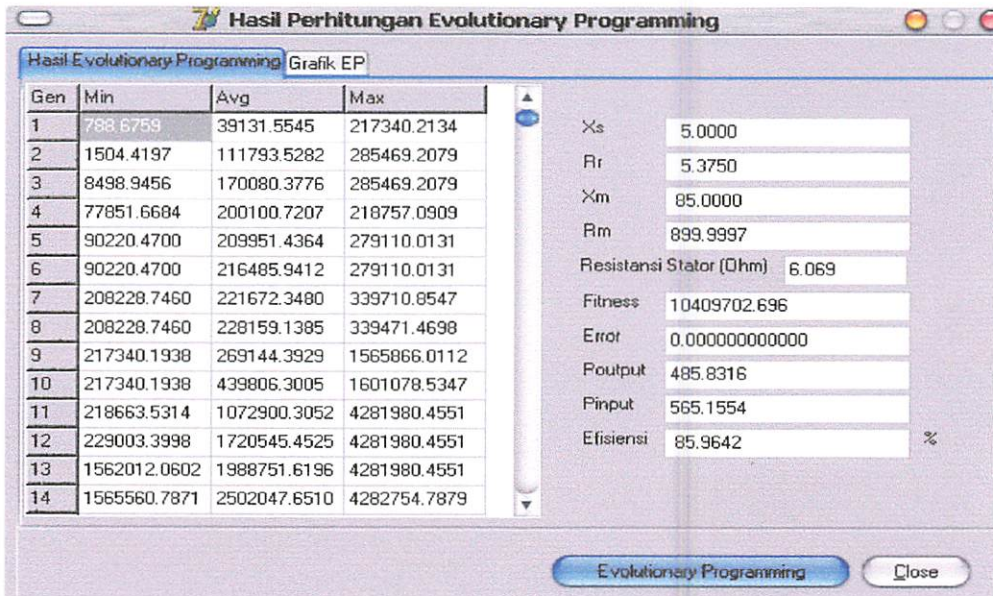 Hasil Perhitungan Evolutionary Programming
Hasil Evolutionary Programming Grafik EP
Gen Min Avg Max
1 788.6759 39131.5545 217340.2134
2 1504.4197 111793.5282 285469.2079
3 8498.9456 170080.3776 285469.2079
4 77851.6684 200100.7207 218757.0909
5 90220.4700 209951.4364 279110.0131
6 90220.4700 216485.9412 279110.0131
7 208228.7460 221672.3480 339710.8547
8 208228.7460 228159.1385 339471.4698
9 217340.1938 269144.3929 1565866.0112
10 217340.1938 439806.3005 1601078.5347
11 218663.5314 1072900.3052 4281980.4551
12 229003.3998 1720545.4525 4281980.4551
13 1562012.0602 1988751.6196 4281980.4551
14 1565560.7871 2502047.6510 4282754.7879
Xs 5.0000
Rr 5.3750
Xm 85.0000
Rm 899.9997
Resistansi Stator (Ohm) 6.069
Fitness 10409702.696
Error 0.000000000000
Poutput 485.8316
Pinput 565.1554
Efisiensi 85.9642 %
Evolutionary Programming Close